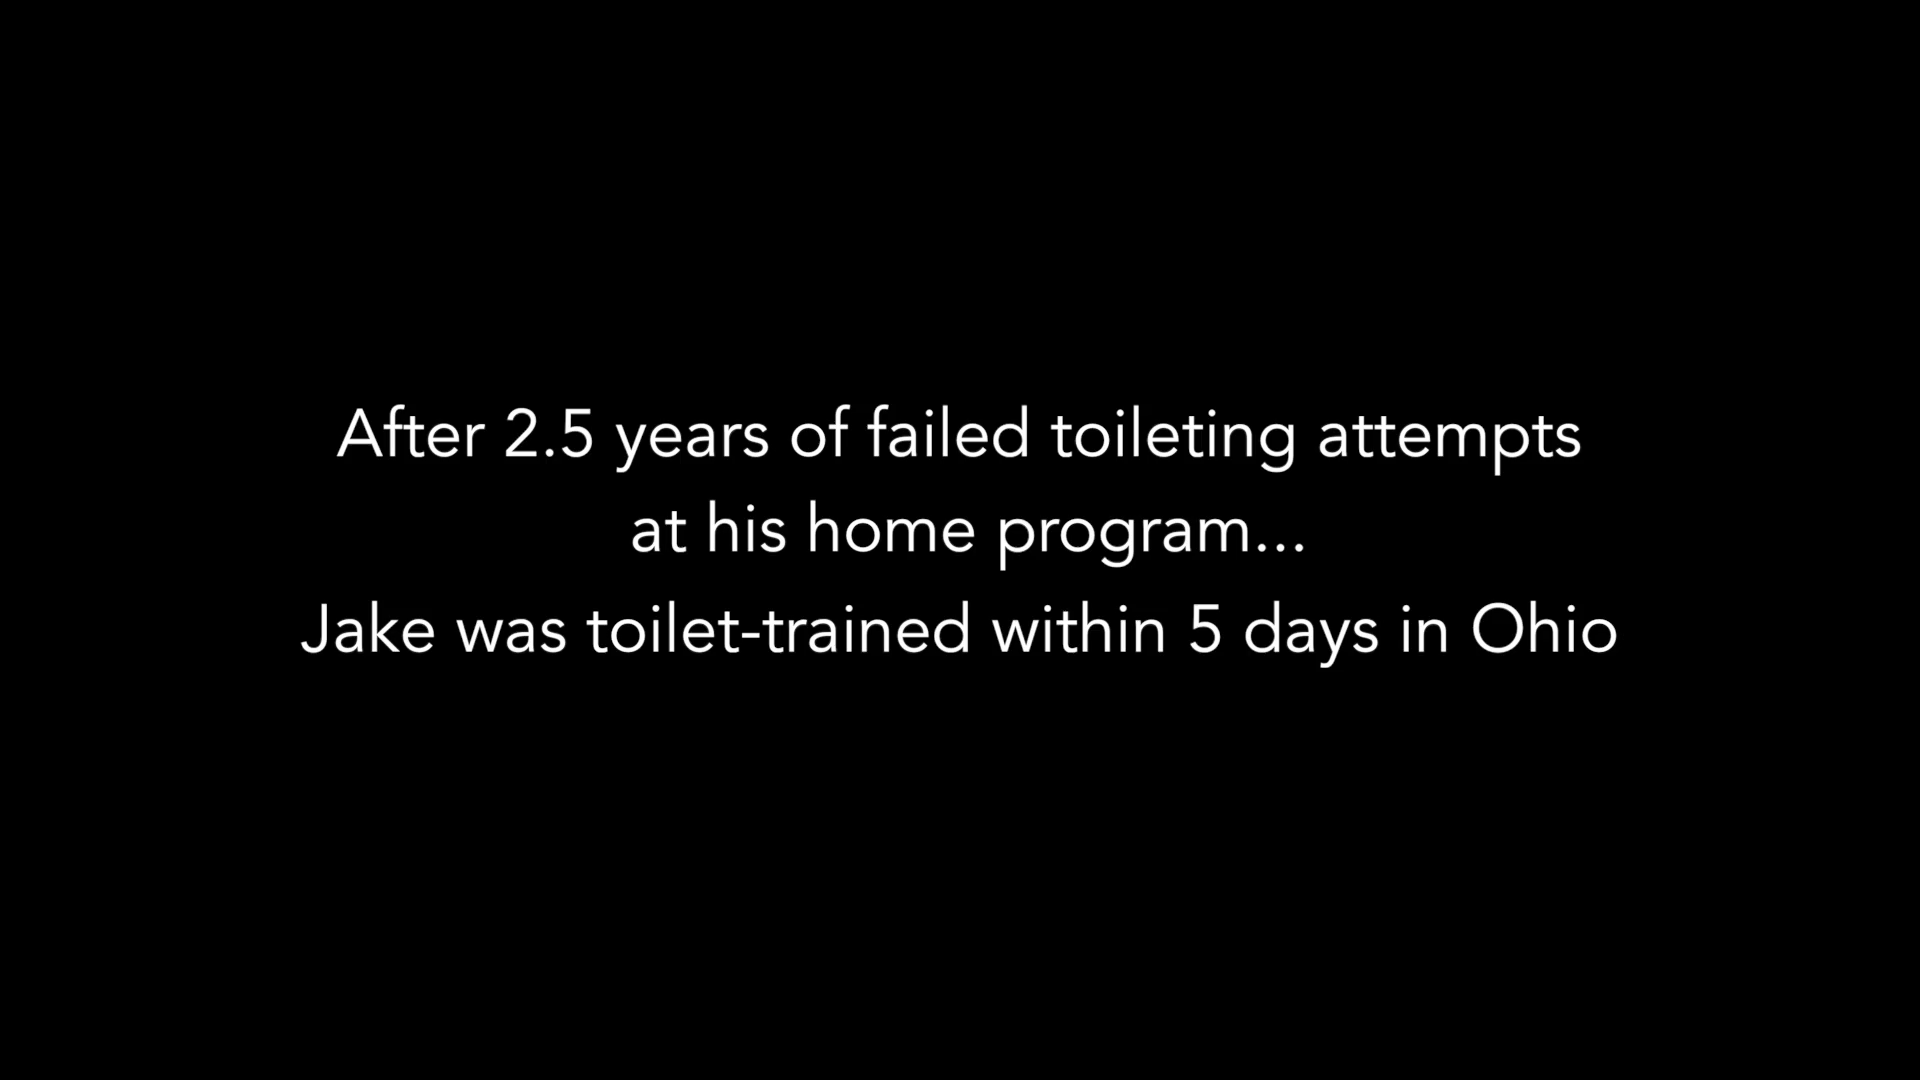 After 2.5 years of failed toileting attempts
at his home program...
Jake was toilet-trained within 5 days in Ohio